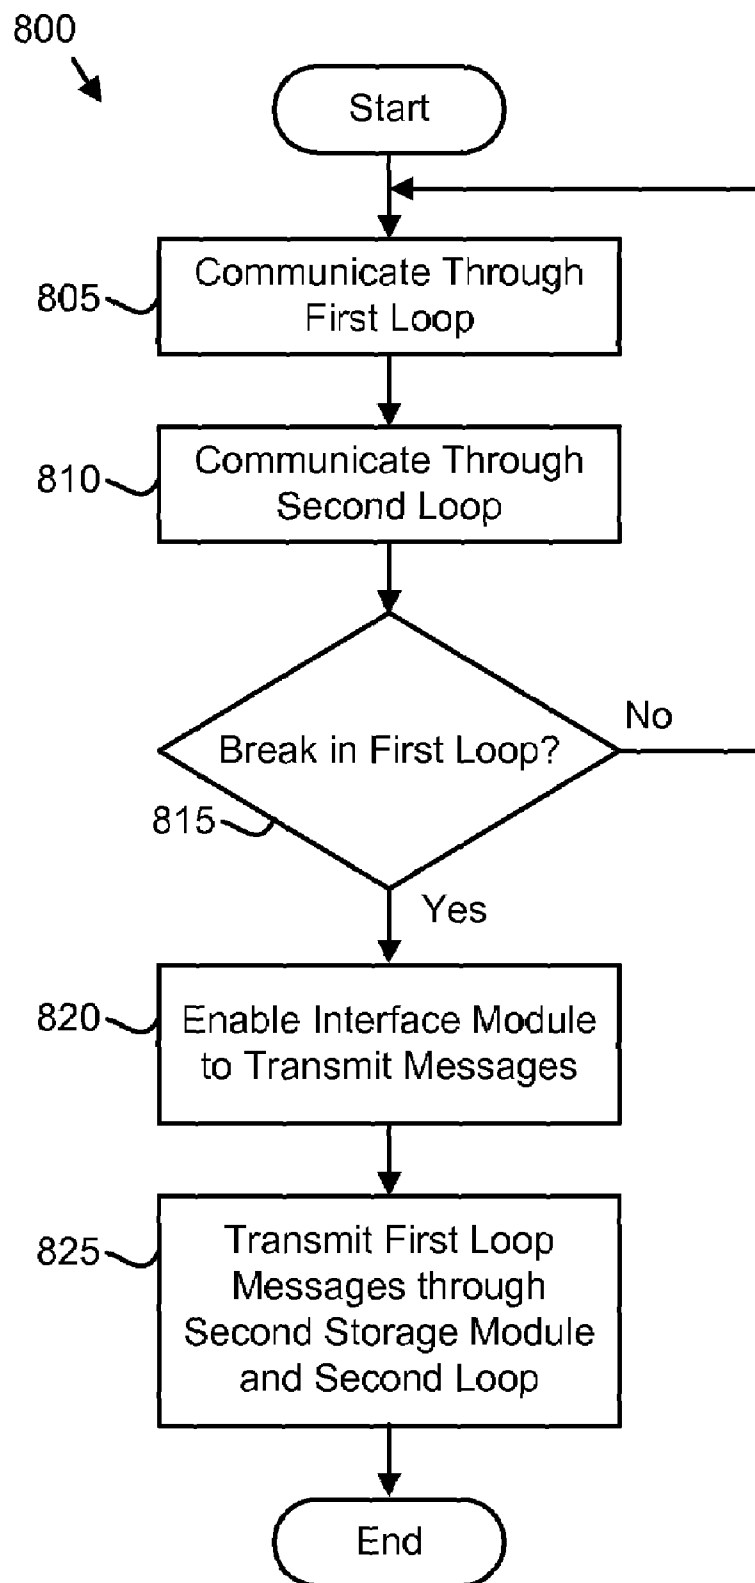 800
Start
805
Communicate Through
First Loop
810
Communicate Through
Second Loop
Break in First Loop?
No
815
Yes
820
Enable Interface Module
to Transmit Messages
825
Transmit First Loop
Messages through
Second Storage Module
and Second Loop
End